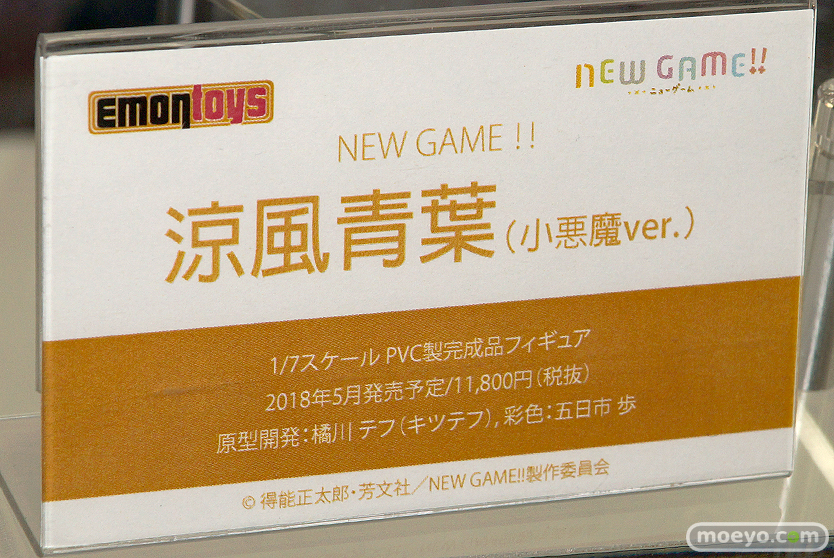 Emontoys
NEW GAME!!
ニューゲーム
NEW GAME !!
涼風青葉(小悪魔ver.)
1/7スケール PVC製完成品フィギュア
2018年5月発売予定/11,800円(税抜)
原型開発:橘川 テフ(キツテフ), 彩色:五日市 歩
© 得能正太郎・芳文社/NEW GAME!!製作委員会
moeyo.com